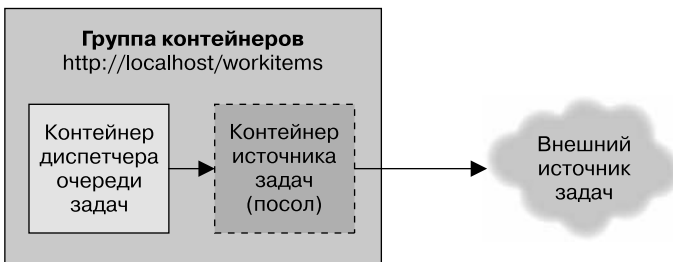 Группа контейнеров
http://localhost/workitems
Контейнер
диспетчера
очереди
задач
Контейнер
источника
задач
(посол)
Внешний
источник
задач